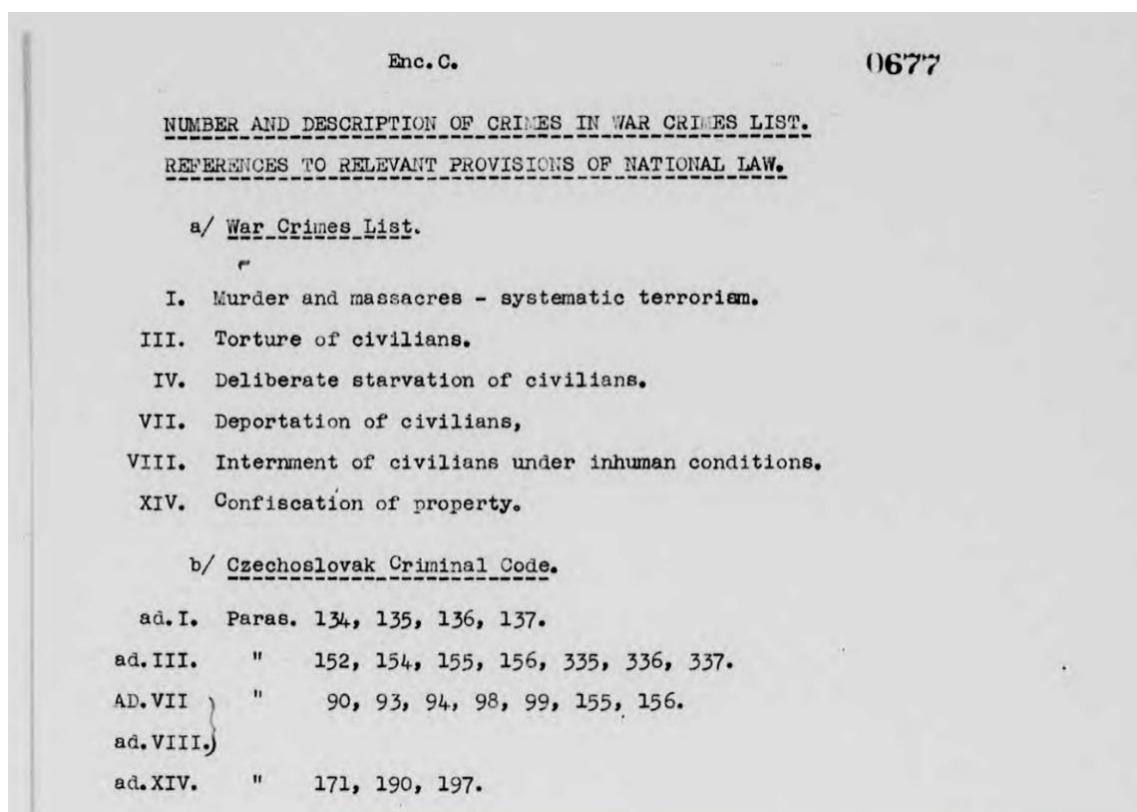 Enc.C.
0677
NUMBER AND DESCRIPTION OF CRIMES IN WAR CRIMES LIST.
REFERENCES TO RELEVANT PROVISIONS OF NATIONAL LAW.
a/ War Crimes List.
I. Murder and massacres - systematic terrorism.
III. Torture of civilians.
IV. Deliberate starvation of civilians.
VII. Deportation of civilians,
VIII. Internment of civilians under inhuman conditions.
XIV. Confiscation of property.
b/ Czechoslovak Criminal Code.
ad.I. Paras. 134, 135, 136, 137.
ad.III. " 152, 154, 155, 156, 335, 336, 337.
AD.VII ) " 90, 93, 94, 98, 99, 155, 156.
ad.VIII.)
ad.XIV. " 171, 190, 197.